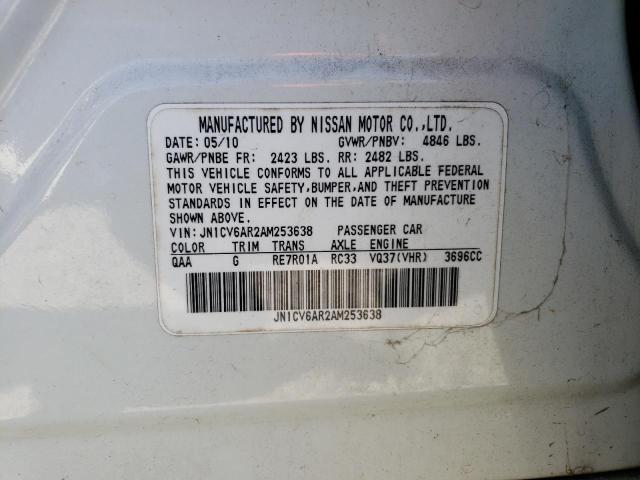 MANUFACTURED BY NISSAN MOTOR CO.,LTD.
DATE: 05/10 GVWR/PNBV: 4846 LBS.
GAWR/PNBE FR: 2423 LBS. RR: 2482 LBS.
THIS VEHICLE CONFORMS TO ALL APPLICABLE FEDERAL
MOTOR VEHICLE SAFETY,BUMPER,AND THEFT PREVENTION
STANDARDS IN EFFECT ON THE DATE OF MANUFACTURE
SHOWN ABOVE.
VIN: JN1CV6AR2AM253638 PASSENGER CAR
COLOR TRIM TRANS AXLE ENGINE
QAA G RE7R01A RC33 VQ37(VHR) 3696CC
JN1CV6AR2AM253638